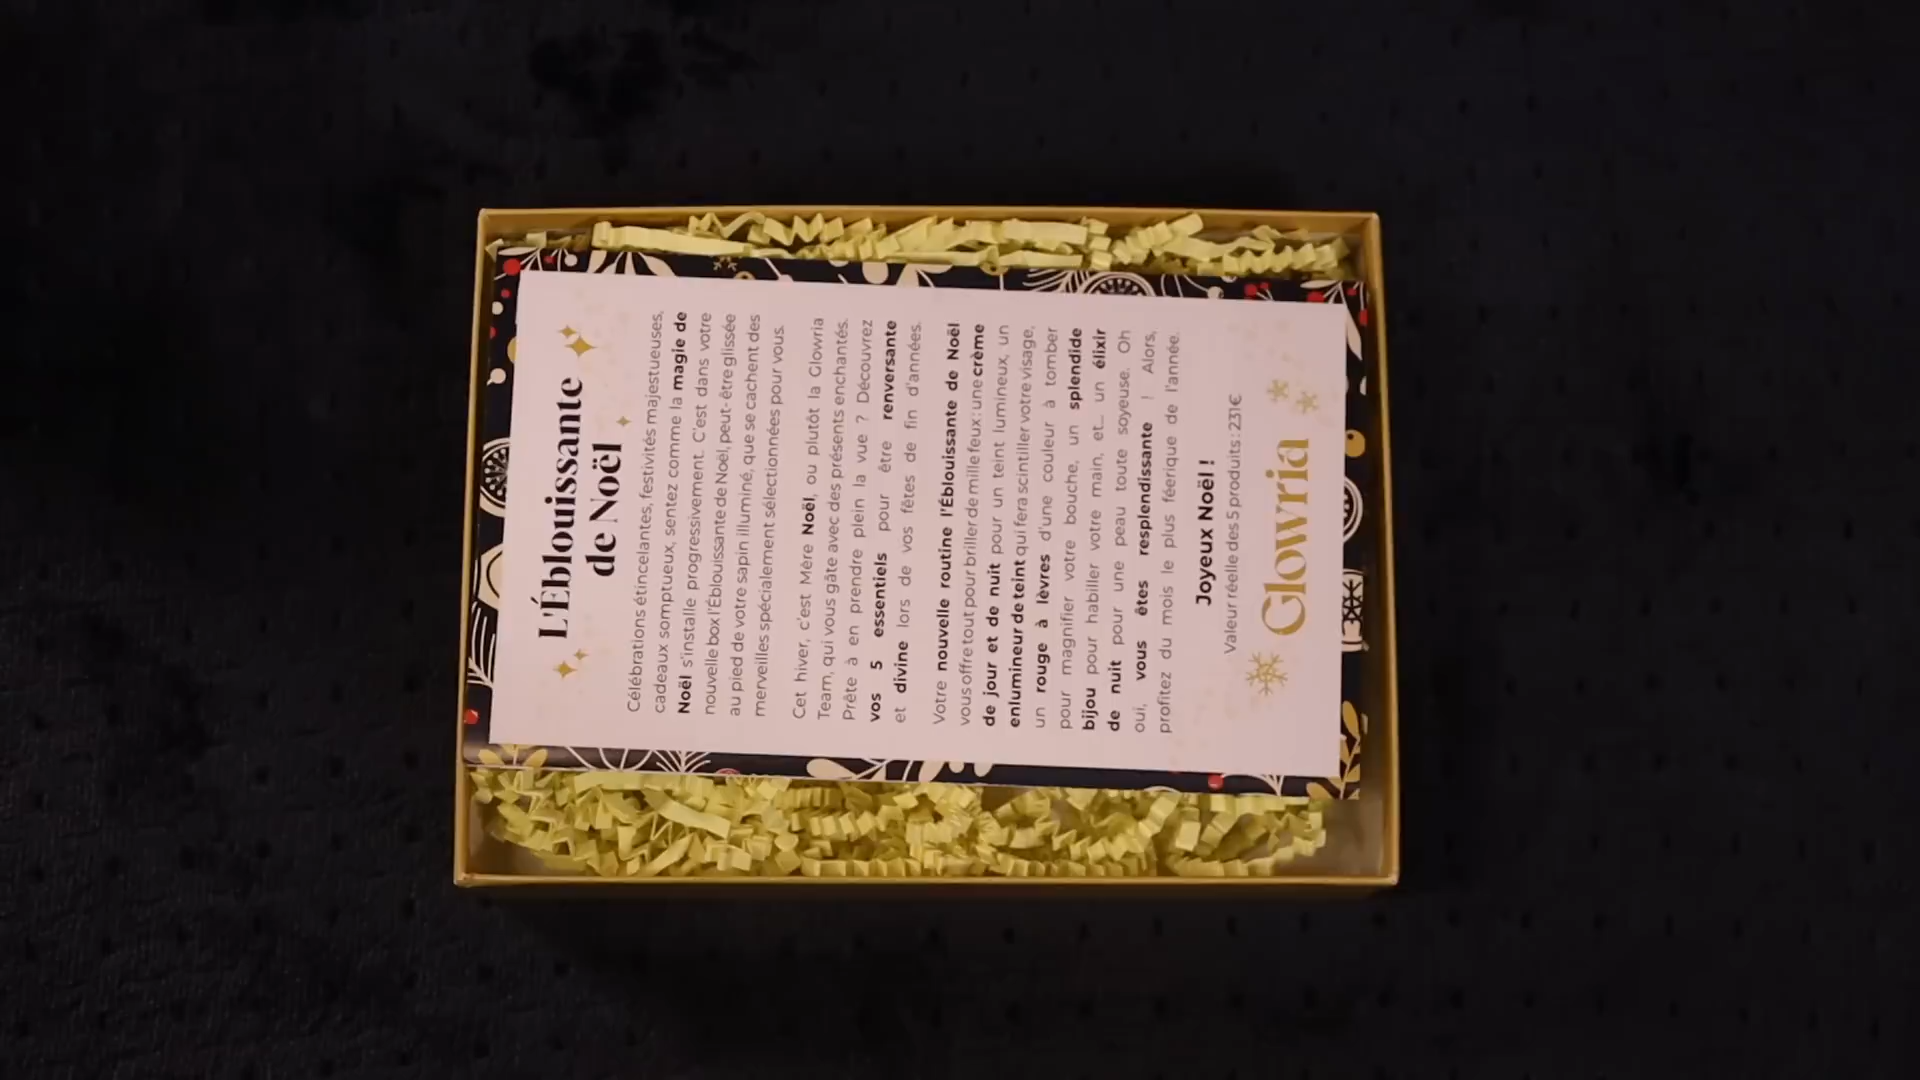 L'Éblouissante
de Noël
Célébrations étincelantes, festivités majestueuses,
cadeaux somptueux, sentez comme la magie de
Noël s'installe progressivement. C'est dans votre
nouvelle box l'Éblouissante de Noël, peut-être glissée
au pied de votre sapin illuminé, que se cachent des
merveilles spécialement sélectionnées pour vous.
Cet hiver, c'est Mère Noël, ou plutôt la Glowria
Team, qui vous gâte avec des présents enchantés.
Prête à en prendre plein la vue ? Découvrez
vos 5 essentiels pour être renversante
et divine lors de vos fêtes de fin d'années.
Votre nouvelle routine l'Éblouissante de Noël
vous offre tout pour briller de mille feux : une crème
de jour et de nuit pour un teint lumineux, un
enlumineur de teint qui fera scintiller votre visage,
un rouge à lèvres d'une couleur à tomber
pour magnifier votre bouche, un splendide
bijou pour habiller votre main, et... un élixir
de nuit pour une peau toute soyeuse. Oh
oui, vous êtes resplendissante ! Alors,
profitez du mois le plus féerique de l'année.
Joyeux Noël !
Valeur réelle des 5 produits : 231€
Glowria